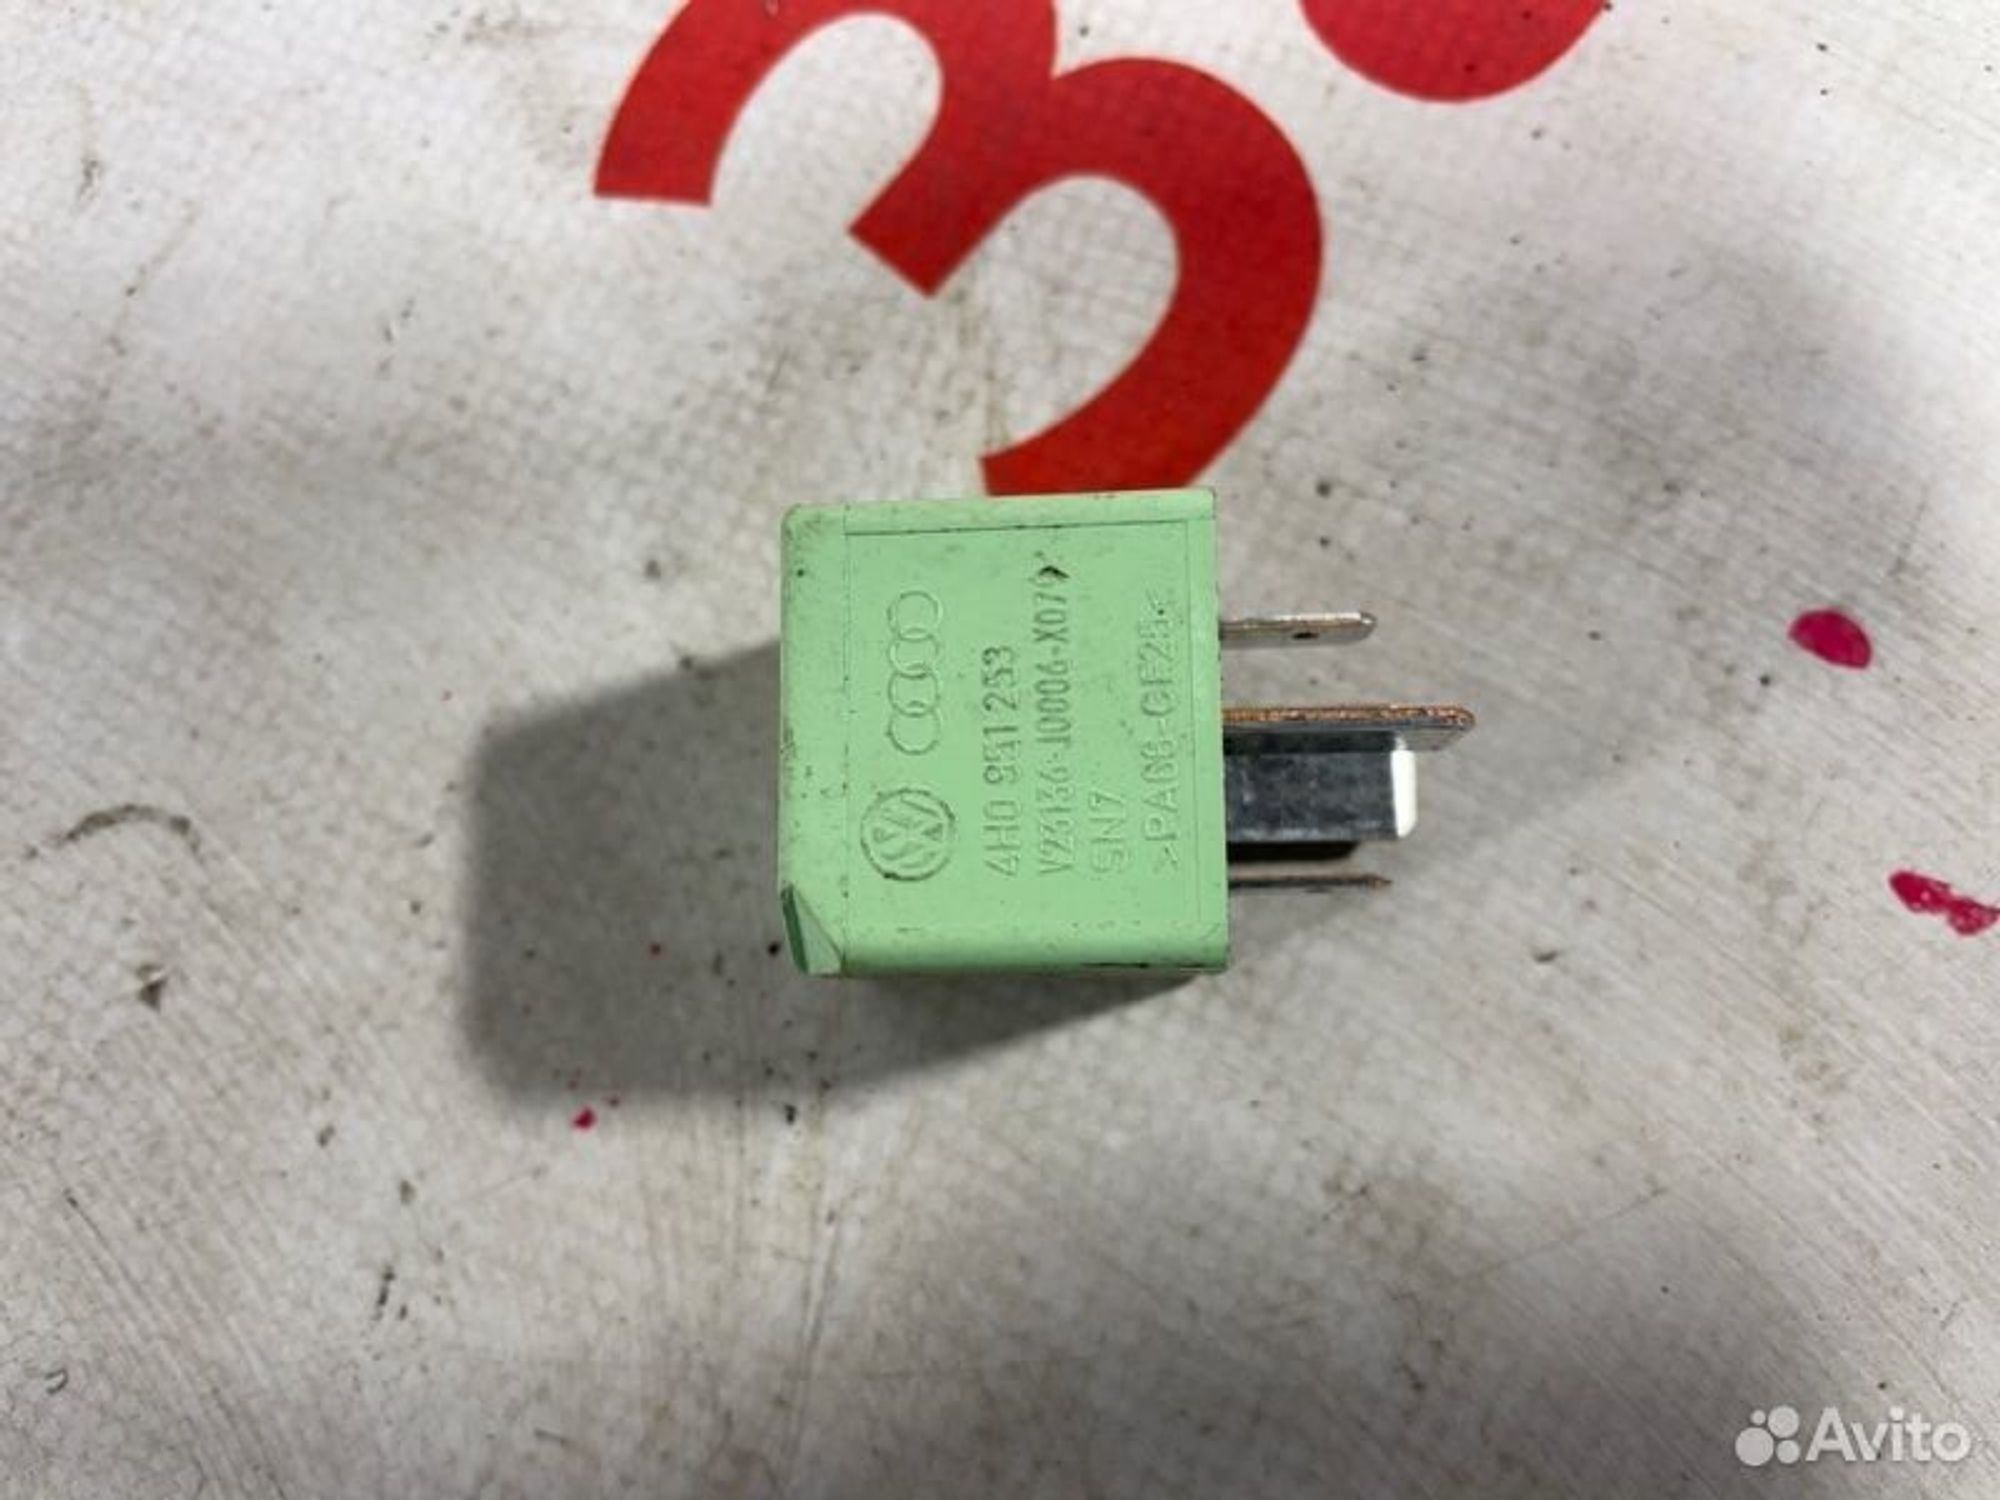 4H0 951 253
V23136-J0006-X079
SN7
>PA66-GF25<
Avito